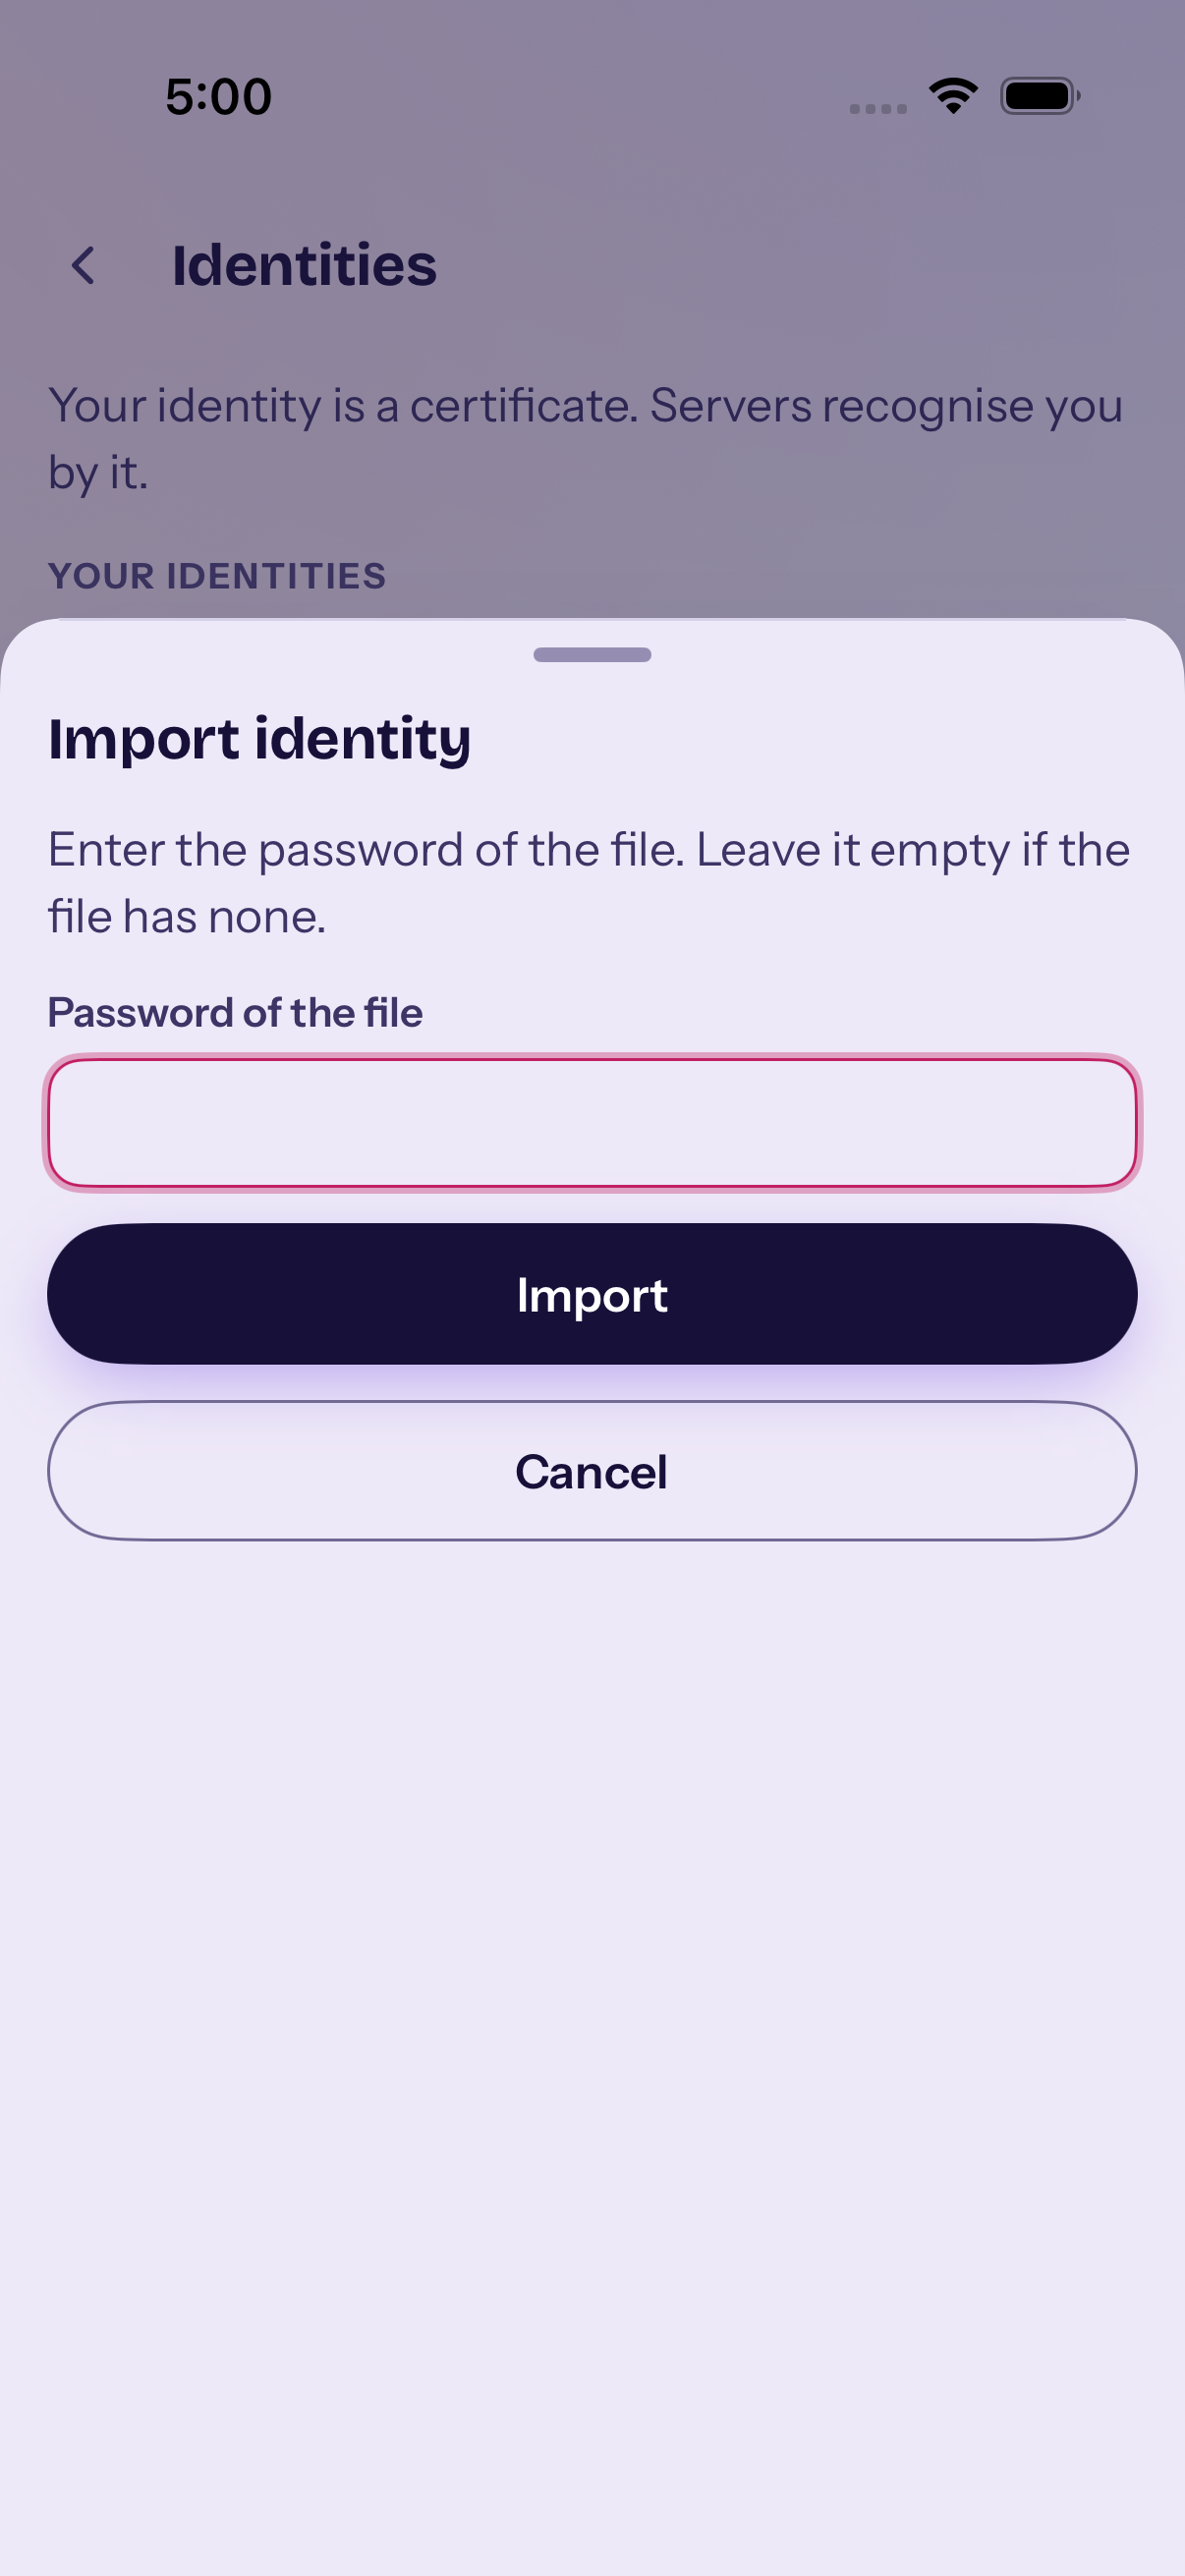 5:00
Identities
Your identity is a certificate. Servers recognise you
by it.
YOUR IDENTITIES
Import identity
Enter the password of the file. Leave it empty if the
file has none.
Password of the file
Import
Cancel